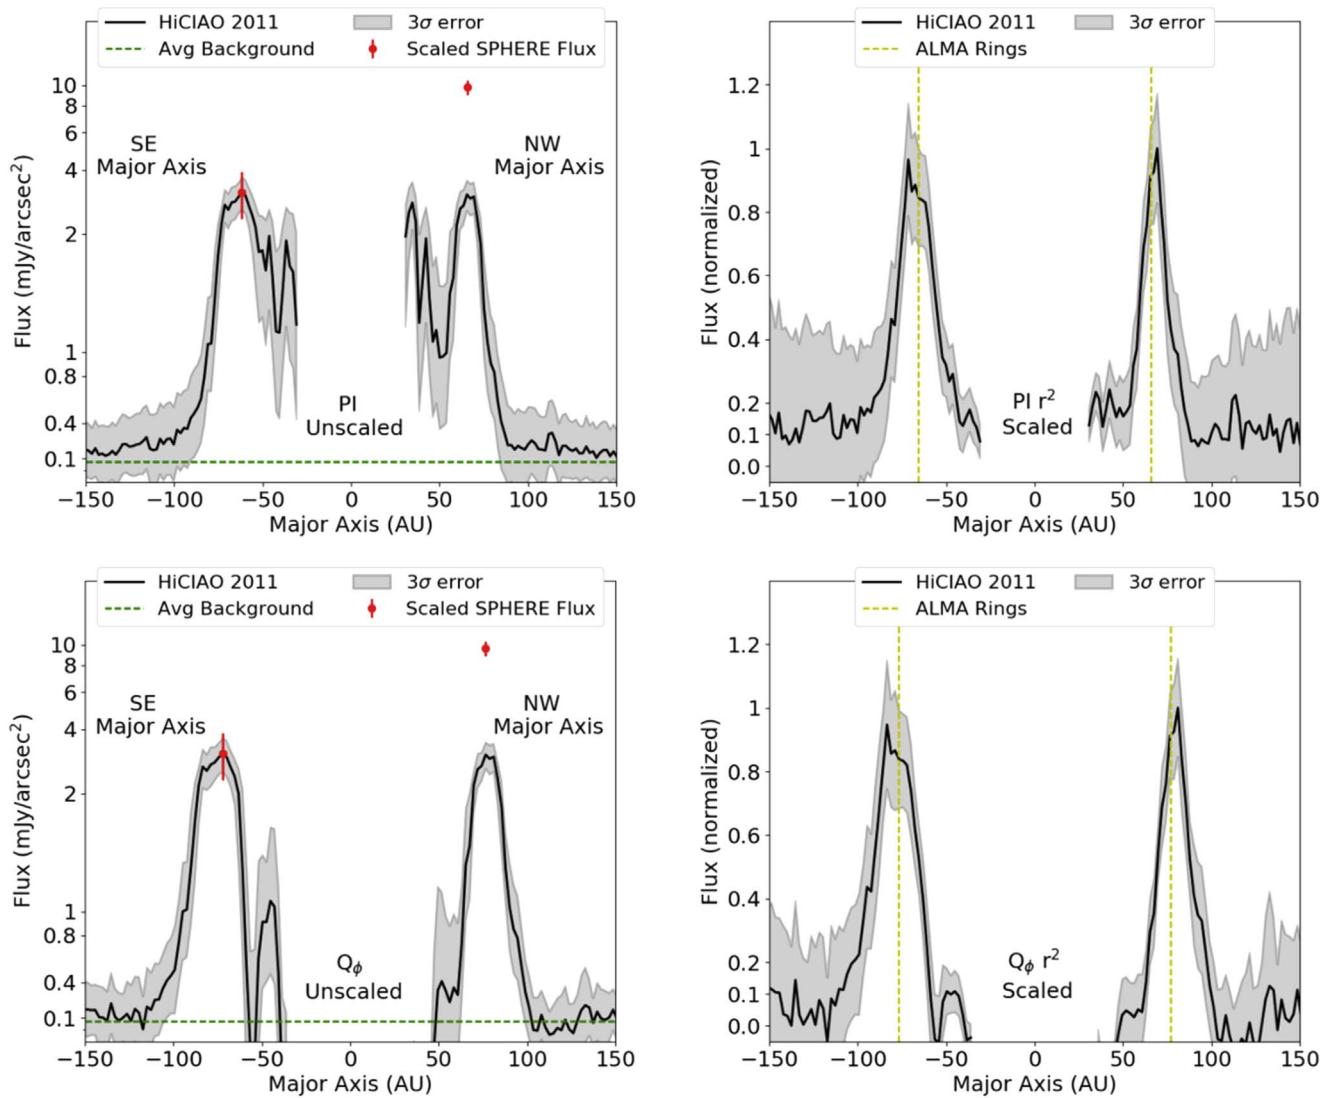 HiCIAO 2011 3σ error
Avg Background Scaled SPHERE Flux
10
8
6
4
2
1
0.8
0.4
0.1
Flux (mJy/arcsec²)
SE
Major Axis
NW
Major Axis
PI
Unscaled
−150 −100 −50 0 50 100 150
Major Axis (AU)
HiCIAO 2011 3σ error
ALMA Rings
1.2
1
0.8
0.6
0.4
0.2
0.1
0.0
Flux (normalized)
PI r²
Scaled
−150 −100 −50 0 50 100 150
Major Axis (AU)
HiCIAO 2011 3σ error
Avg Background Scaled SPHERE Flux
10
8
6
4
2
1
0.8
0.4
0.1
Flux (mJy/arcsec²)
SE
Major Axis
NW
Major Axis
Qϕ
Unscaled
−150 −100 −50 0 50 100 150
Major Axis (AU)
HiCIAO 2011 3σ error
ALMA Rings
1.2
1
0.8
0.6
0.4
0.2
0.1
0.0
Flux (normalized)
Qϕ r²
Scaled
−150 −100 −50 0 50 100 150
Major Axis (AU)